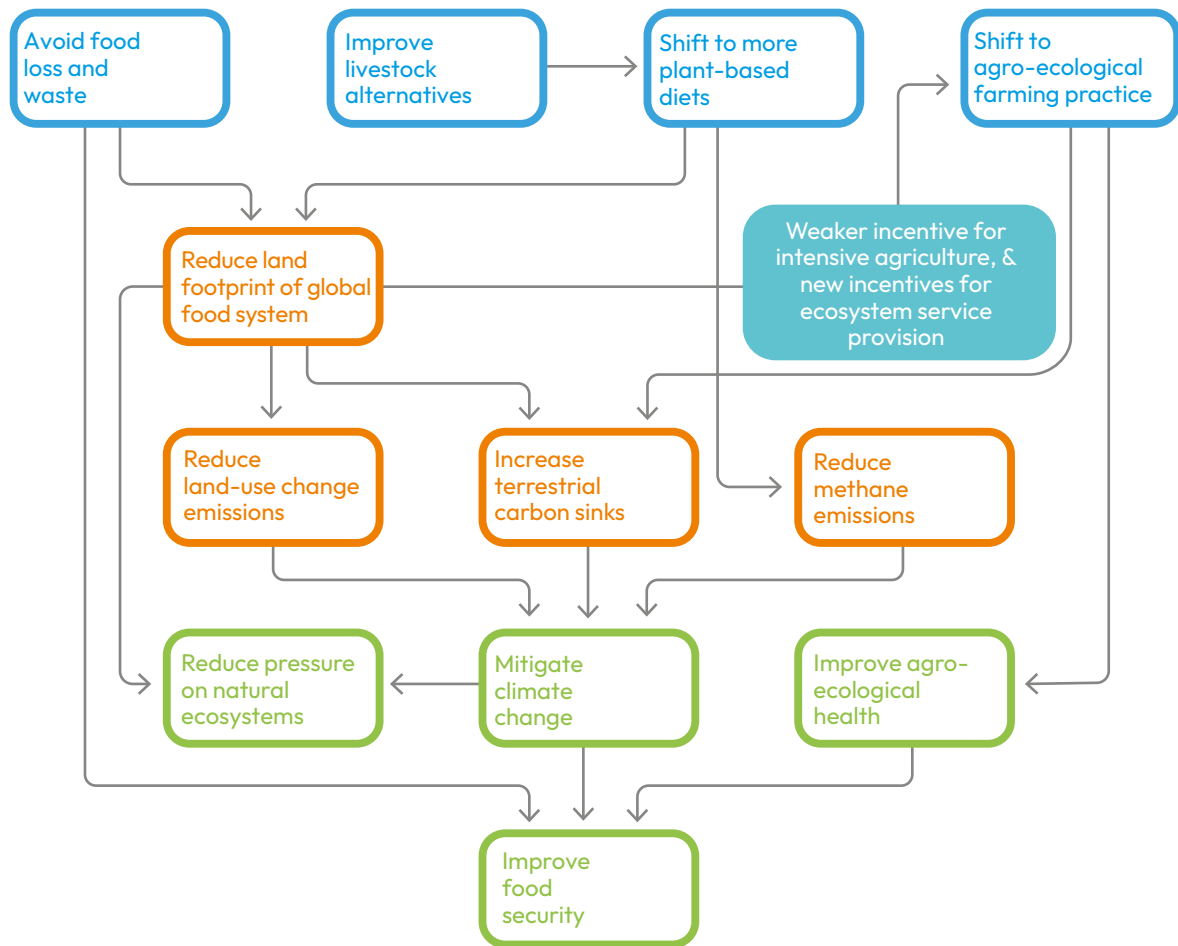 Avoid food
loss and
waste
Improve
livestock
alternatives
Shift to more
plant-based
diets
Shift to
agro-ecological
farming practice
Weaker incentive for
intensive agriculture, &
new incentives for
ecosystem service
provision
Reduce land
footprint of global
food system
Reduce
land-use change
emissions
Increase
terrestrial
carbon sinks
Reduce
methane
emissions
Reduce pressure
on natural
ecosystems
Mitigate
climate
change
Improve agro-
ecological
health
Improve
food
security